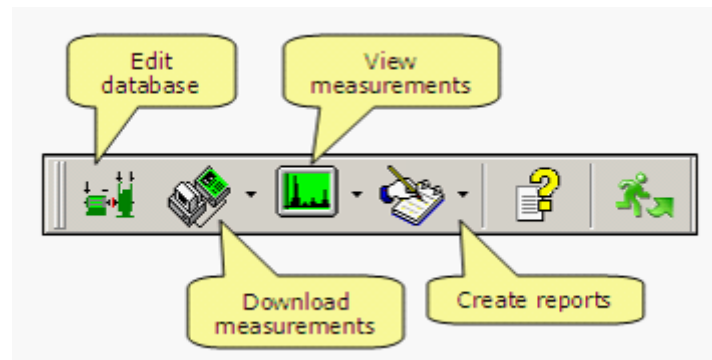 Edit
database
View
measurements
Download
measurements
Create reports